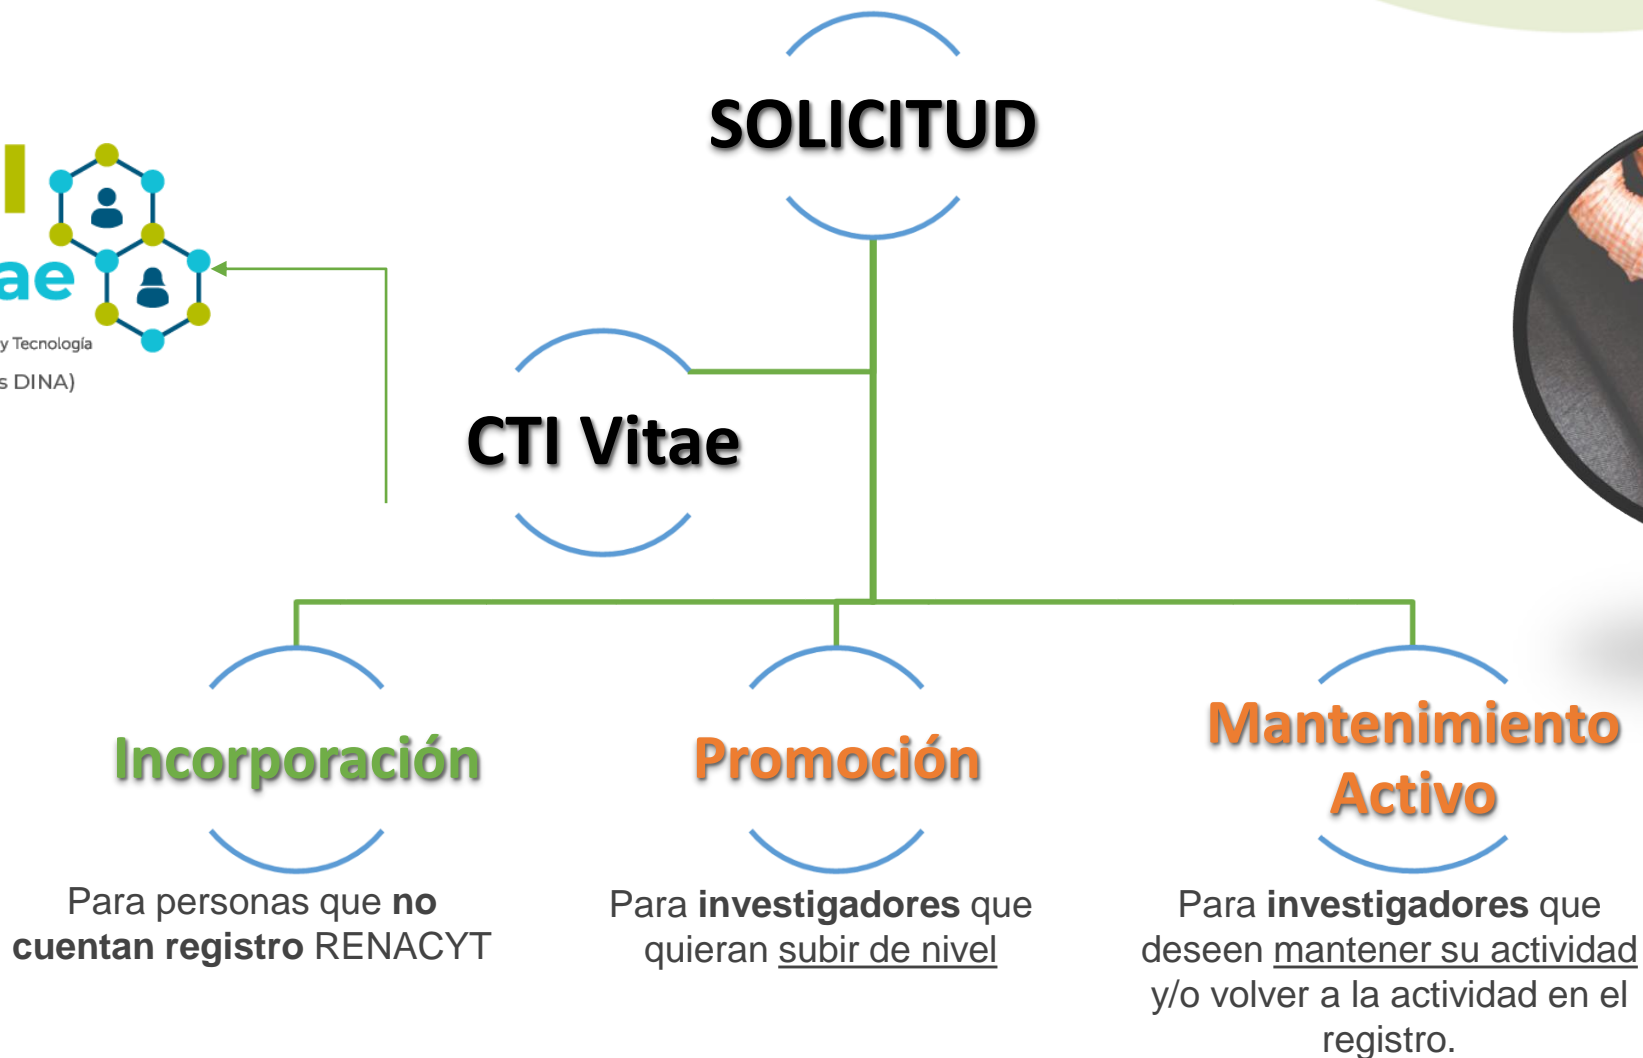 SOLICITUD
I
ae
y Tecnología
s DINA)
CTI Vitae
Incorporación
Promoción
Mantenimiento
Activo
Para personas que no
cuentan registro RENACYT
Para investigadores que
quieran subir de nivel
Para investigadores que
deseen mantener su actividad
y/o volver a la actividad en el
registro.